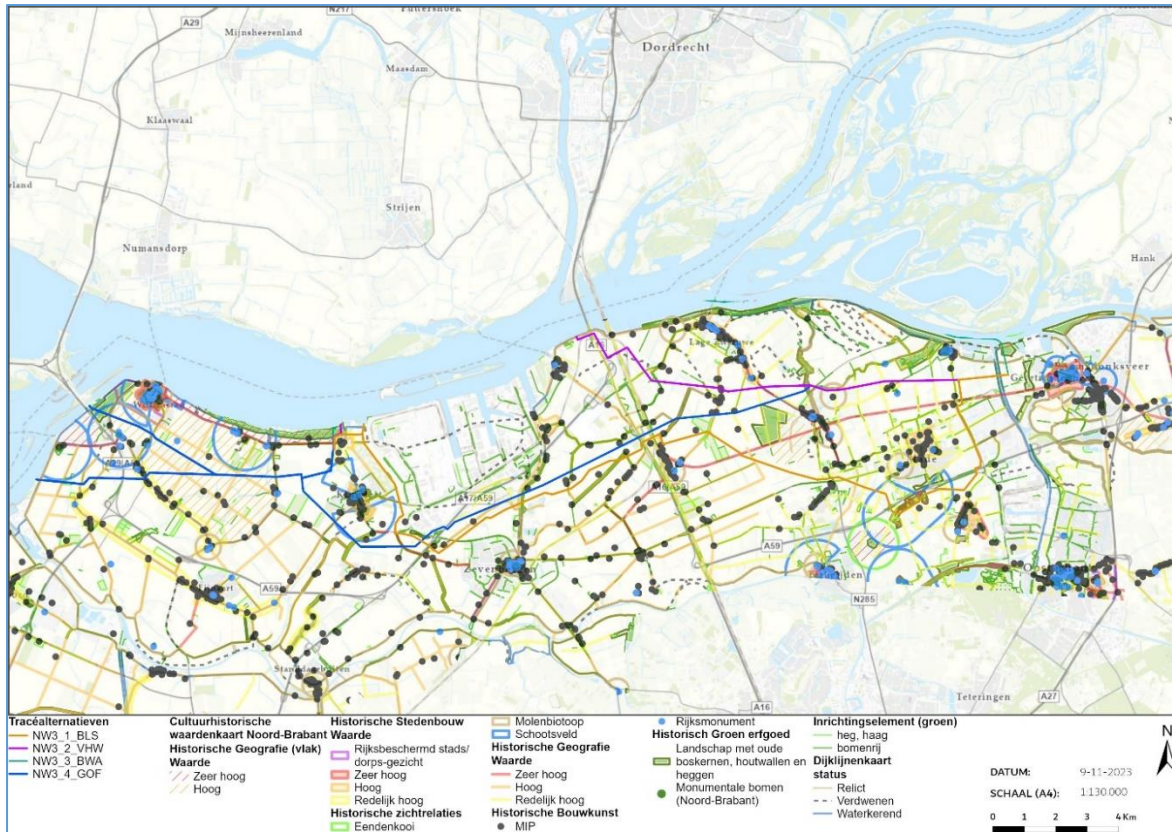 A29
N217
Puttershoek
Mijnsheerenland
Maasdam
Dordrecht
Klaaswaal
Strijen
Numansdorp
Hank
A16
A17/A59
A16/A59
A59
A59
N285
Teteringen
A16
A27
Tracéalternatieven
NW3_1_BLS
NW3_2_VHW
NW3_3_BWA
NW3_4_GOF
Cultuurhistorische
waardenkaart Noord-Brabant
Historische Geografie (vlak)
Waarde
Zeer hoog
Hoog
Historische Stedenbouw
Waarde
Rijksbeschermd stads/
dorps-gezicht
Zeer hoog
Hoog
Redelijk hoog
Historische zichtrelaties
Eendenkooi
Molenbiotoop
Schootsveld
Historische Geografie
Waarde
Zeer hoog
Hoog
Redelijk hoog
Historische Bouwkunst
MIP
Rijksmonument
Historisch Groen erfgoed
Landschap met oude
boskernen, houtwallen en
heggen
Monumentale bomen
(Noord-Brabant)
Inrichtingselement (groen)
heg, haag
bomenrij
Dijklijnenkaart
status
Relict
Verdwenen
Waterkerend
N
DATUM: 9-11-2023
SCHAAL (A4): 1:130.000
0 1 2 3 4 Km